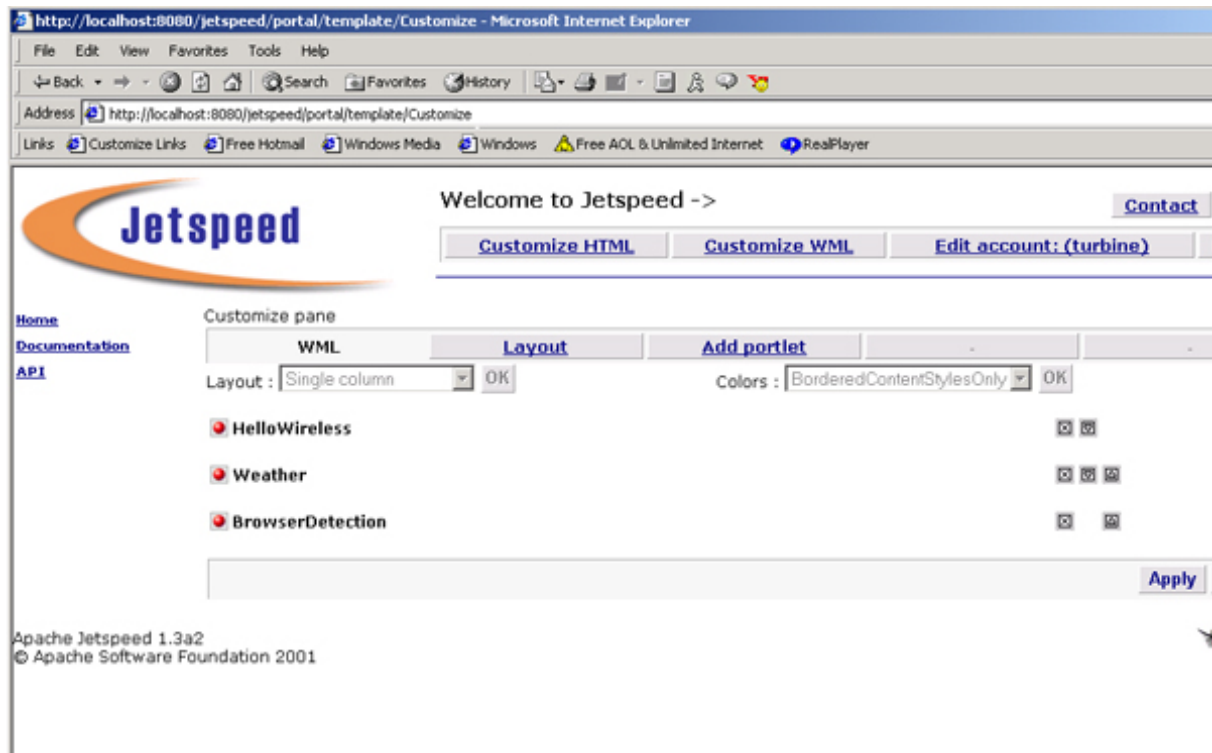 http://localhost:8080/jetspeed/portal/template/Customize - Microsoft Internet Explorer
File Edit View Favorites Tools Help
Back Search Favorites History
Address http://localhost:8080/jetspeed/portal/template/Customize
Links Customize Links Free Hotmail Windows Media Windows Free AOL & Unlimited Internet RealPlayer
Jetspeed
Welcome to Jetspeed ->
Contact
Customize HTML Customize WML Edit account: (turbine)
Home
Documentation
API
Customize pane
WML Layout Add portlet - -
Layout : Single column OK Colors : BorderedContentStylesOnly OK
HelloWireless
Weather
BrowserDetection
Apply
Apache Jetspeed 1.3a2
© Apache Software Foundation 2001